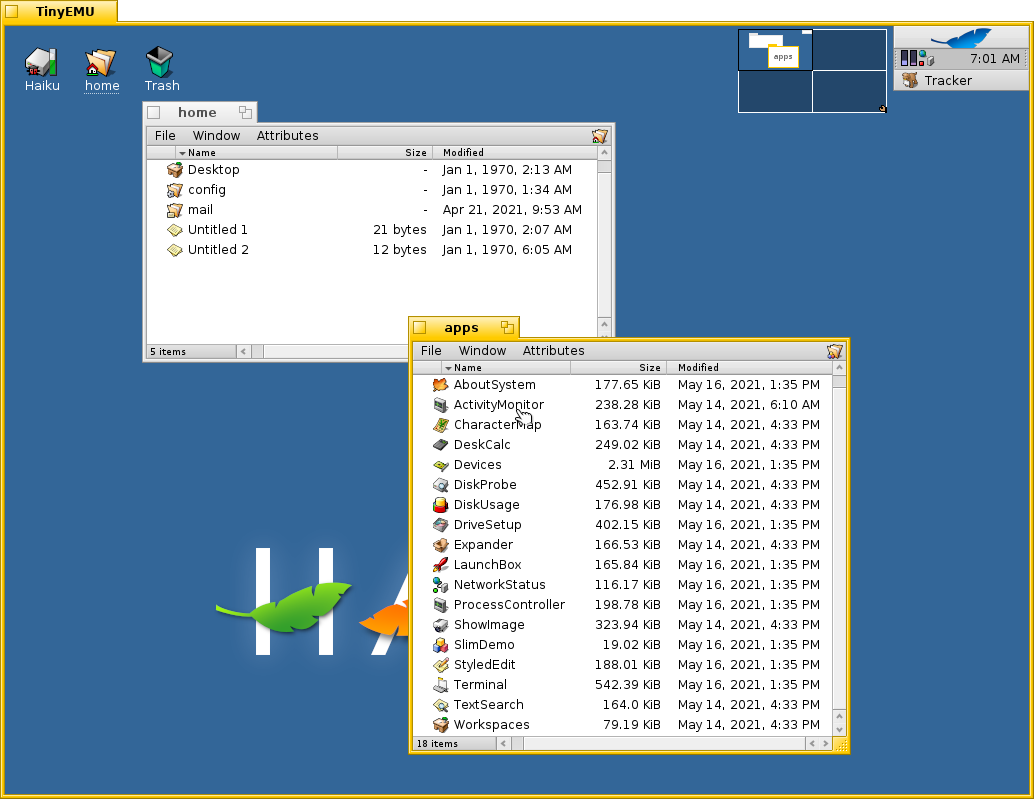 TinyEMU
Haiku
home
Trash
apps
7:01 AM
Tracker
home
File Window Attributes
Name Size Modified
Desktop - Jan 1, 1970, 2:13 AM
config - Jan 1, 1970, 1:34 AM
mail - Apr 21, 2021, 9:53 AM
Untitled 1 21 bytes Jan 1, 1970, 2:07 AM
Untitled 2 12 bytes Jan 1, 1970, 6:05 AM
5 items
apps
File Window Attributes
Name Size Modified
AboutSystem 177.65 KiB May 16, 2021, 1:35 PM
ActivityMonitor 238.28 KiB May 14, 2021, 6:10 AM
CharacterMap 163.74 KiB May 14, 2021, 4:33 PM
DeskCalc 249.02 KiB May 14, 2021, 4:33 PM
Devices 2.31 MiB May 16, 2021, 1:35 PM
DiskProbe 452.91 KiB May 14, 2021, 4:33 PM
DiskUsage 176.98 KiB May 14, 2021, 4:33 PM
DriveSetup 402.15 KiB May 16, 2021, 1:35 PM
Expander 166.53 KiB May 14, 2021, 4:33 PM
LaunchBox 165.84 KiB May 16, 2021, 1:35 PM
NetworkStatus 116.17 KiB May 16, 2021, 1:35 PM
ProcessController 198.78 KiB May 16, 2021, 1:35 PM
ShowImage 323.94 KiB May 14, 2021, 4:33 PM
SlimDemo 19.02 KiB May 16, 2021, 1:35 PM
StyledEdit 188.01 KiB May 16, 2021, 1:35 PM
Terminal 542.39 KiB May 16, 2021, 1:35 PM
TextSearch 164.0 KiB May 14, 2021, 4:33 PM
Workspaces 79.19 KiB May 14, 2021, 4:33 PM
18 items
HA